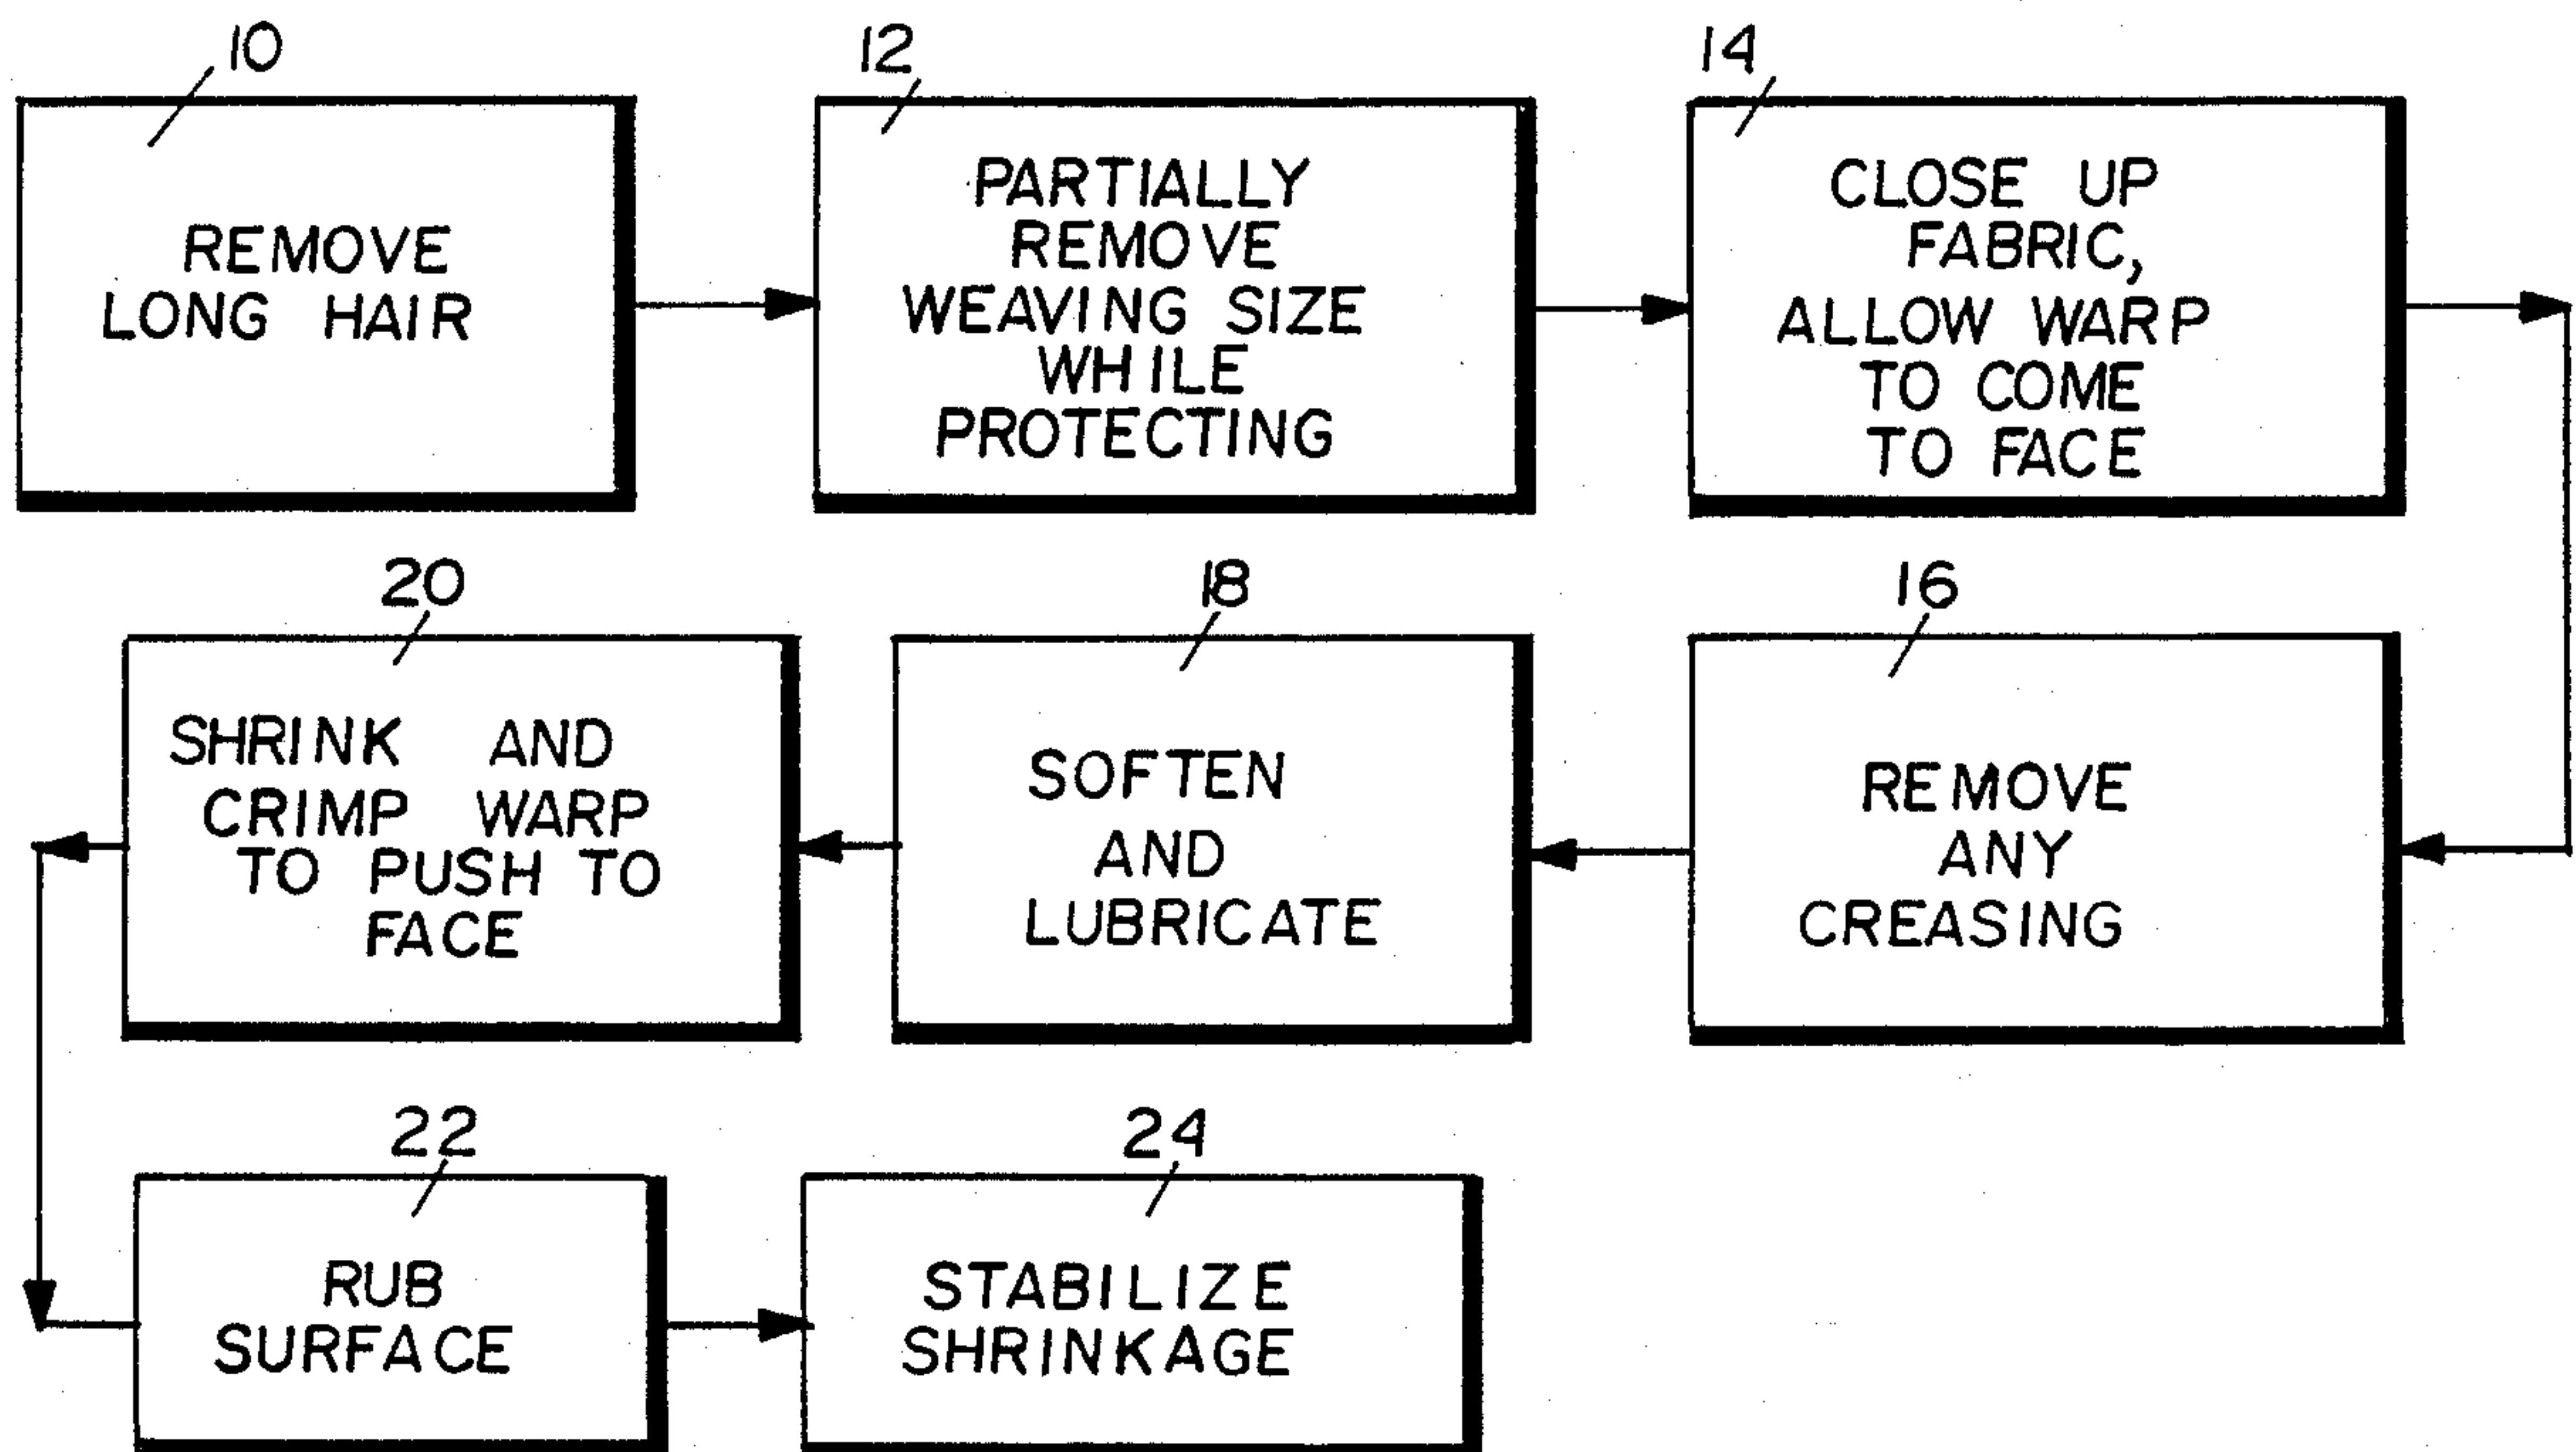 10
REMOVE
LONG HAIR
12
PARTIALLY
REMOVE
WEAVING SIZE
WHILE
PROTECTING
14
CLOSE UP
FABRIC,
ALLOW WARP
TO COME
TO FACE
16
REMOVE
ANY
CREASING
18
SOFTEN
AND
LUBRICATE
20
SHRINK AND
CRIMP WARP
TO PUSH TO
FACE
22
RUB
SURFACE
24
STABILIZE
SHRINKAGE